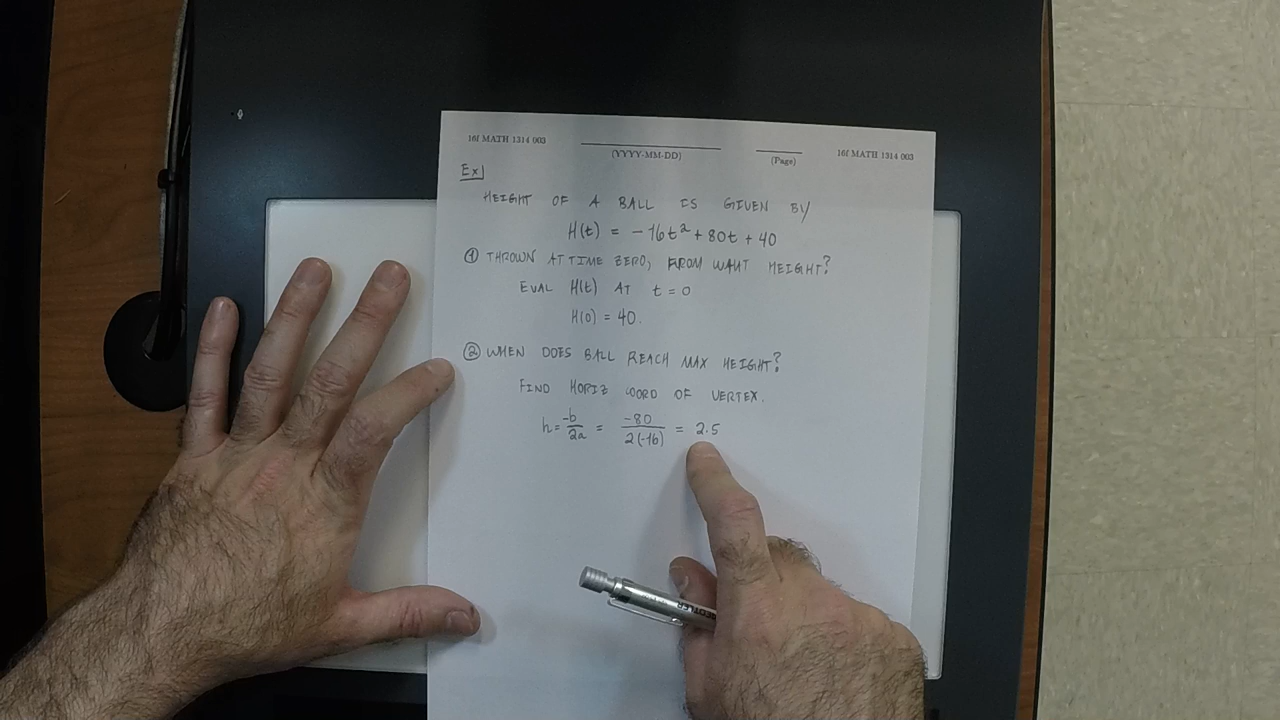 16f MATH 1314 003 (YYYY-MM-DD) (Page) 16f MATH 1314 003
Ex 1
HEIGHT OF A BALL IS GIVEN BY
H(t) = -16t² + 80t + 40
① THROWN AT TIME ZERO, FROM WHAT HEIGHT?
EVAL H(t) AT t = 0
H(0) = 40.
② WHEN DOES BALL REACH MAX HEIGHT?
FIND HORIZ COORD OF VERTEX.
h = -b/2a = -80/2(-16) = 2.5
STAEDTLER